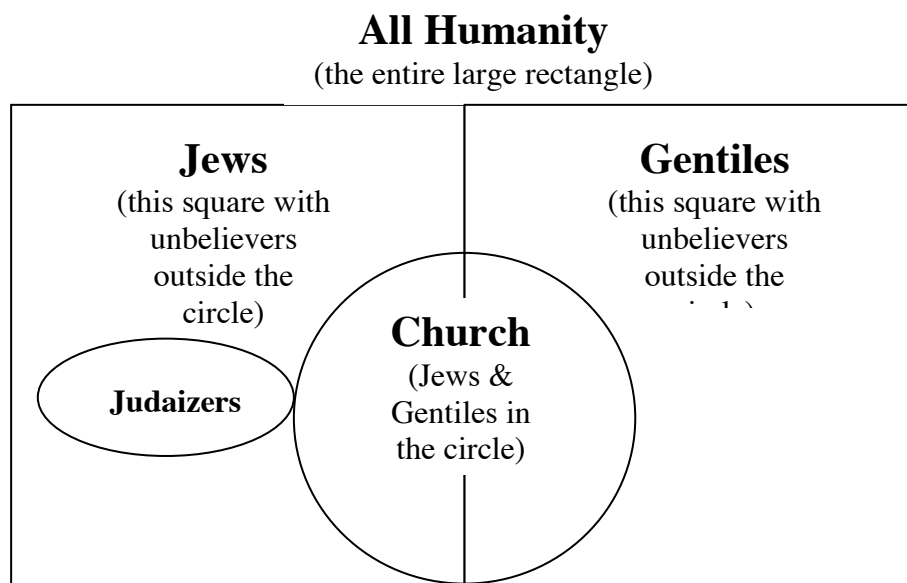 All Humanity
(the entire large rectangle)
Jews
(this square with
unbelievers
outside the
circle)
Gentiles
(this square with
unbelievers
outside the
Church
(Jews &
Gentiles in
the circle)
Judaizers